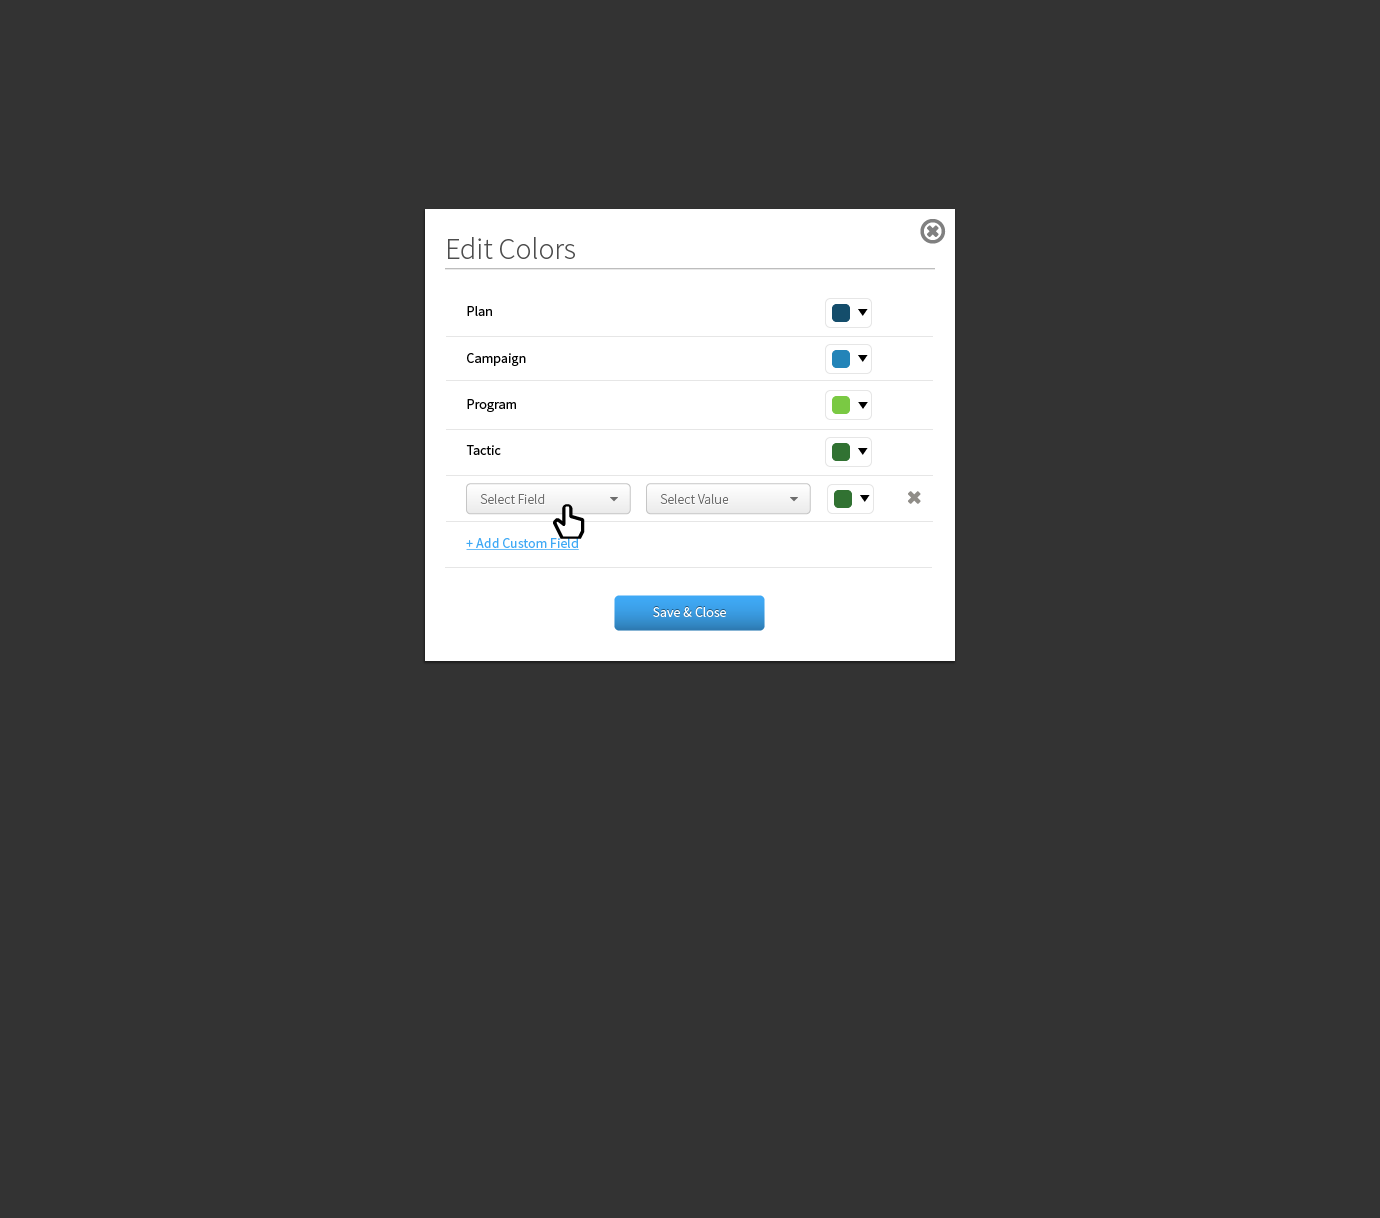 Edit Colors
Plan
Campaign
Program
Tactic
Select Field Select Value
+ Add Custom Field
Save & Close